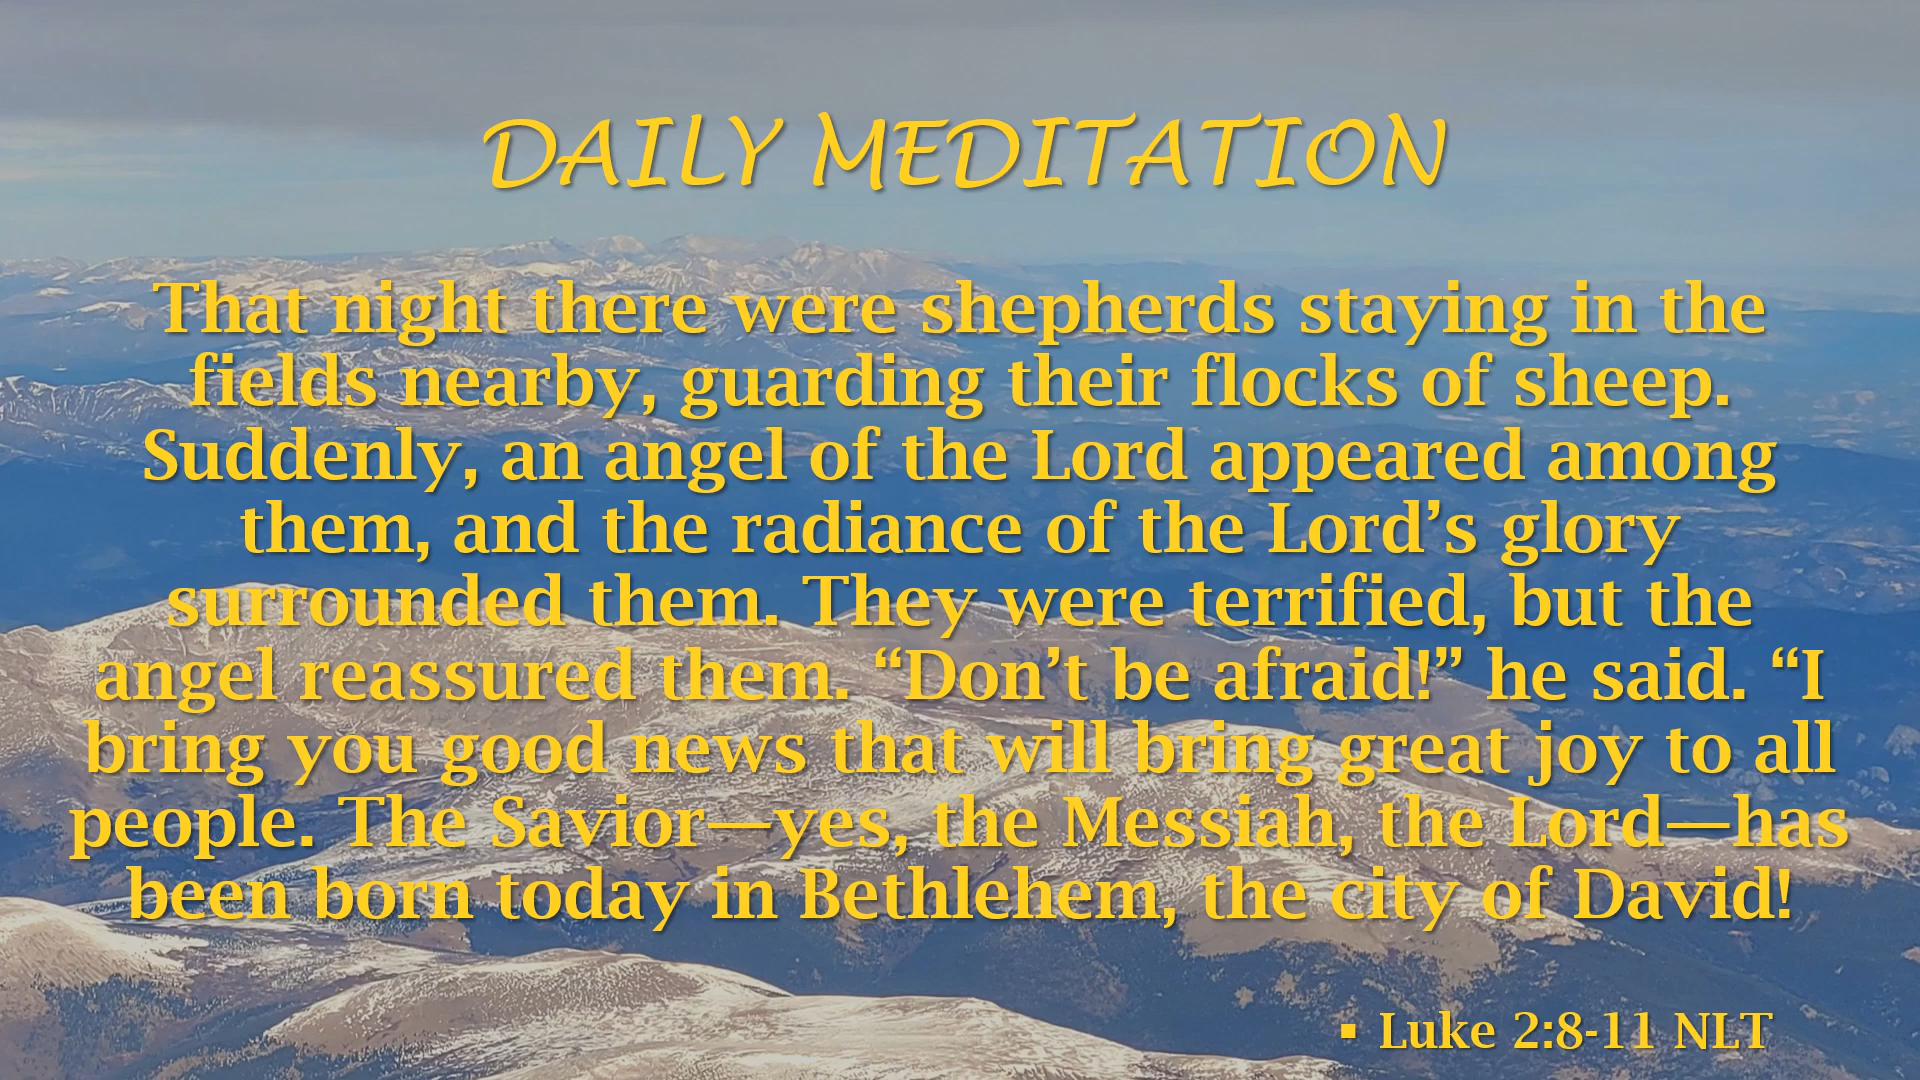 DAILY MEDITATION
That night there were shepherds staying in the
fields nearby, guarding their flocks of sheep.
Suddenly, an angel of the Lord appeared among
them, and the radiance of the Lord’s glory
surrounded them. They were terrified, but the
angel reassured them. “Don’t be afraid!” he said. “I
bring you good news that will bring great joy to all
people. The Savior—yes, the Messiah, the Lord—has
been born today in Bethlehem, the city of David!
▪ Luke 2:8-11 NLT